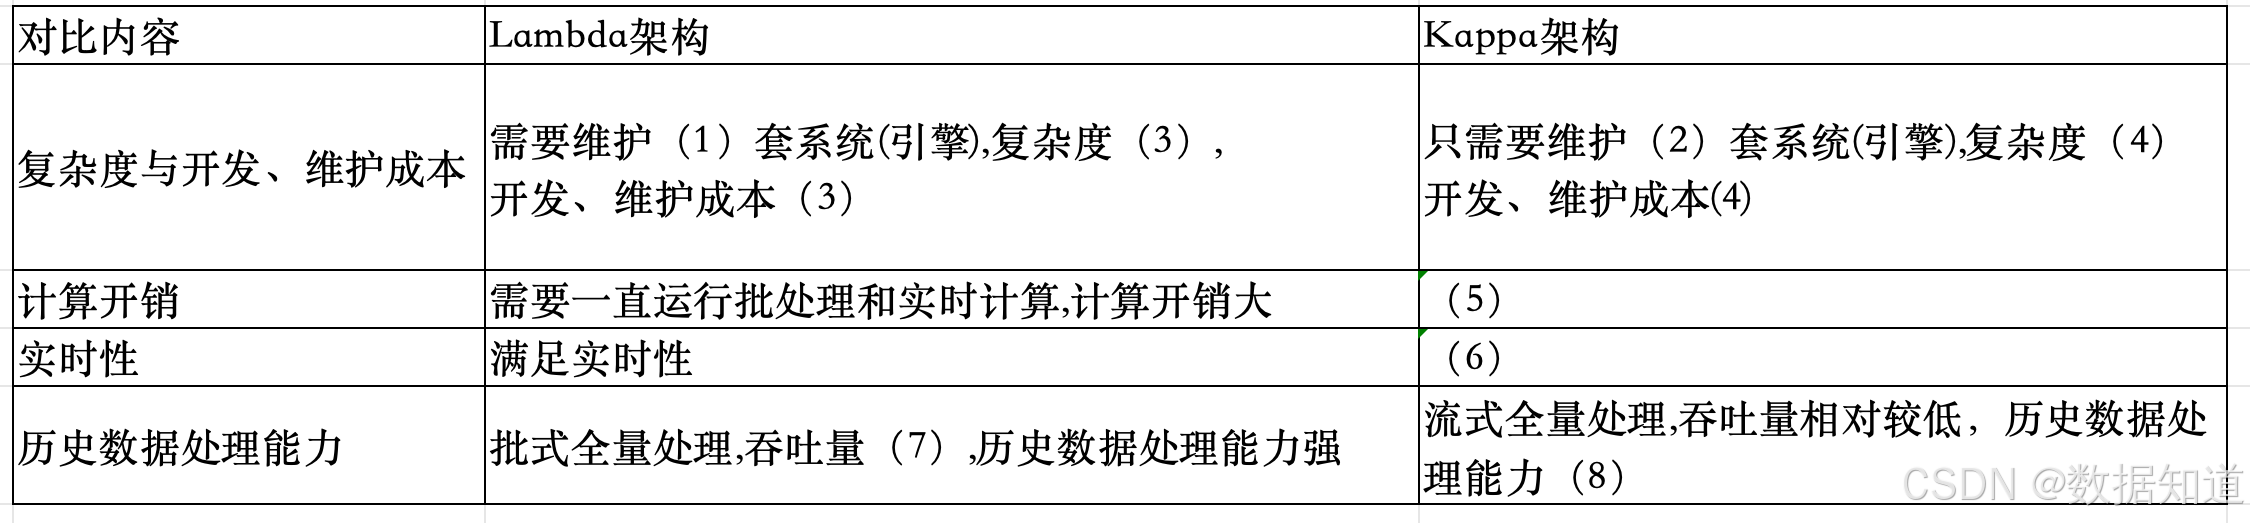 对比内容
Lambda架构
Kappa架构
复杂度与开发、维护成本
需要维护（1）套系统(引擎),复杂度（3）,
开发、维护成本（3）
只需要维护（2）套系统(引擎),复杂度（4）
开发、维护成本(4)
计算开销
需要一直运行批处理和实时计算,计算开销大
（5）
实时性
满足实时性
（6）
历史数据处理能力
批式全量处理,吞吐量（7）,历史数据处理能力强
流式全量处理,吞吐量相对较低，历史数据处
理能力（8）
CSDN @数据知道